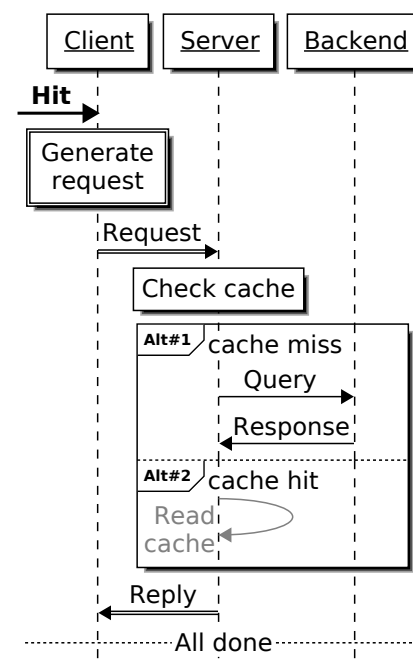 Client
Server
Backend
Hit
Generate
request
Request
Check cache
Alt#1
cache miss
Query
Response
Alt#2
cache hit
Read
cache
Reply
All done